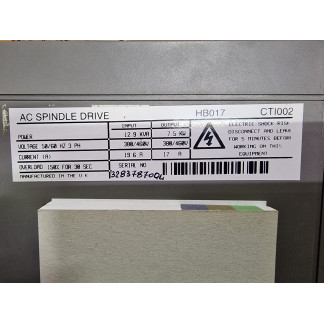 AC SPINDLE DRIVE HB017 CTI002
INPUT OUTPUT
POWER 12.9 KVA 7.5 KW
VOLTAGE 50/60 HZ 3 PH 380/460V 380/460V
CURRENT (A) 19.6 A 17 A
OVERLOAD 150% FOR 30 SEC SERIAL NO
MANUFACTURED IN THE U K
ELECTRIC SHOCK RISK
DISCONNECT AND LEAVE
FOR 5 MINUTES BEFORE
WORKING ON THIS
EQUIPMENT